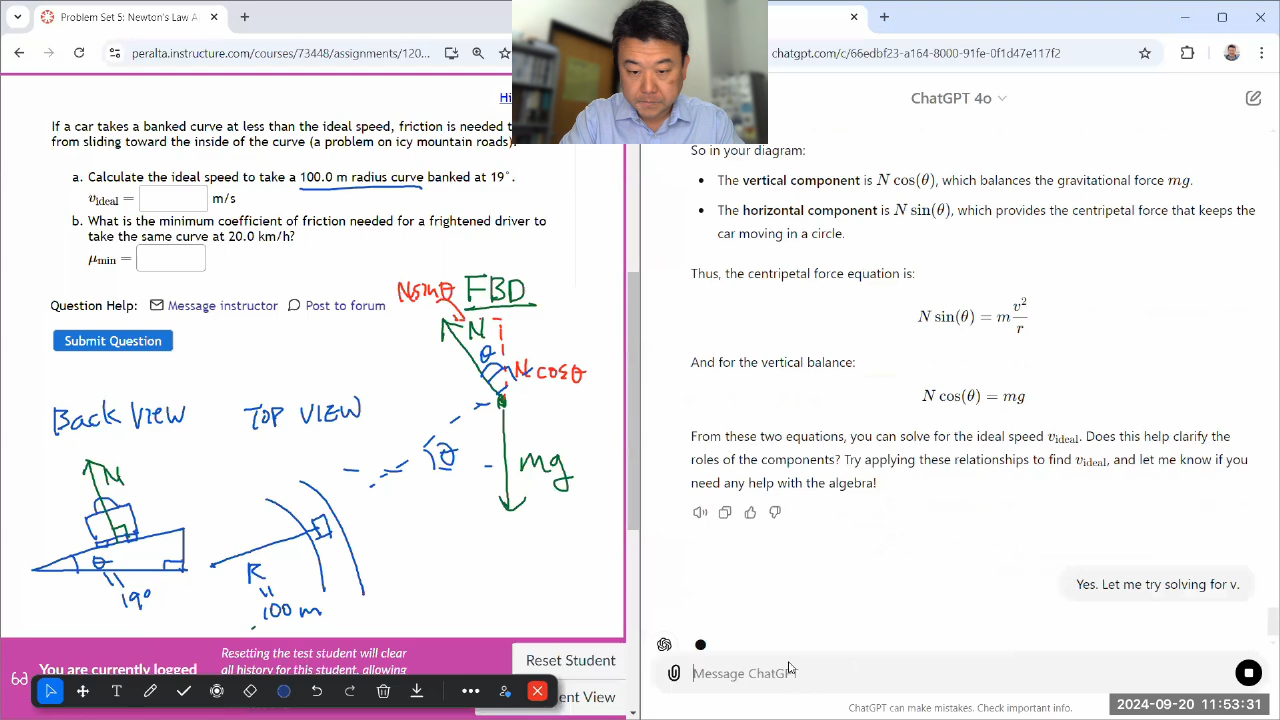 Problem Set 5: Newton's Law A
peralta.instructure.com/courses/73448/assignments/120...
chatgpt.com/c/66edbf23-a164-8000-91fe-0f1d47e117f2
Hi
If a car takes a banked curve at less than the ideal speed, friction is needed t
from sliding toward the inside of the curve (a problem on icy mountain roads)
a. Calculate the ideal speed to take a 100.0 m radius curve banked at 19°.
v_ideal = m/s
b. What is the minimum coefficient of friction needed for a frightened driver to
take the same curve at 20.0 km/h?
μ_min =
Question Help: Message instructor Post to forum
Submit Question
FBD
N sinθ
N
θ
N cosθ
θ
mg
BACK VIEW
TOP VIEW
N
θ
19°
R
100 m
You are currently logged
Resetting the test student will clear
all history for this student, allowing
Reset Student
ent View
ChatGPT 4o
So in your diagram:
• The vertical component is N cos(θ), which balances the gravitational force mg.
• The horizontal component is N sin(θ), which provides the centripetal force that keeps the
car moving in a circle.
Thus, the centripetal force equation is:
N sin(θ) = m v²/r
And for the vertical balance:
N cos(θ) = mg
From these two equations, you can solve for the ideal speed v_ideal. Does this help clarify the
roles of the components? Try applying these relationships to find v_ideal, and let me know if you
need any help with the algebra!
Yes. Let me try solving for v.
Message ChatGP
ChatGPT can make mistakes. Check important info.
2024-09-20 11:53:31